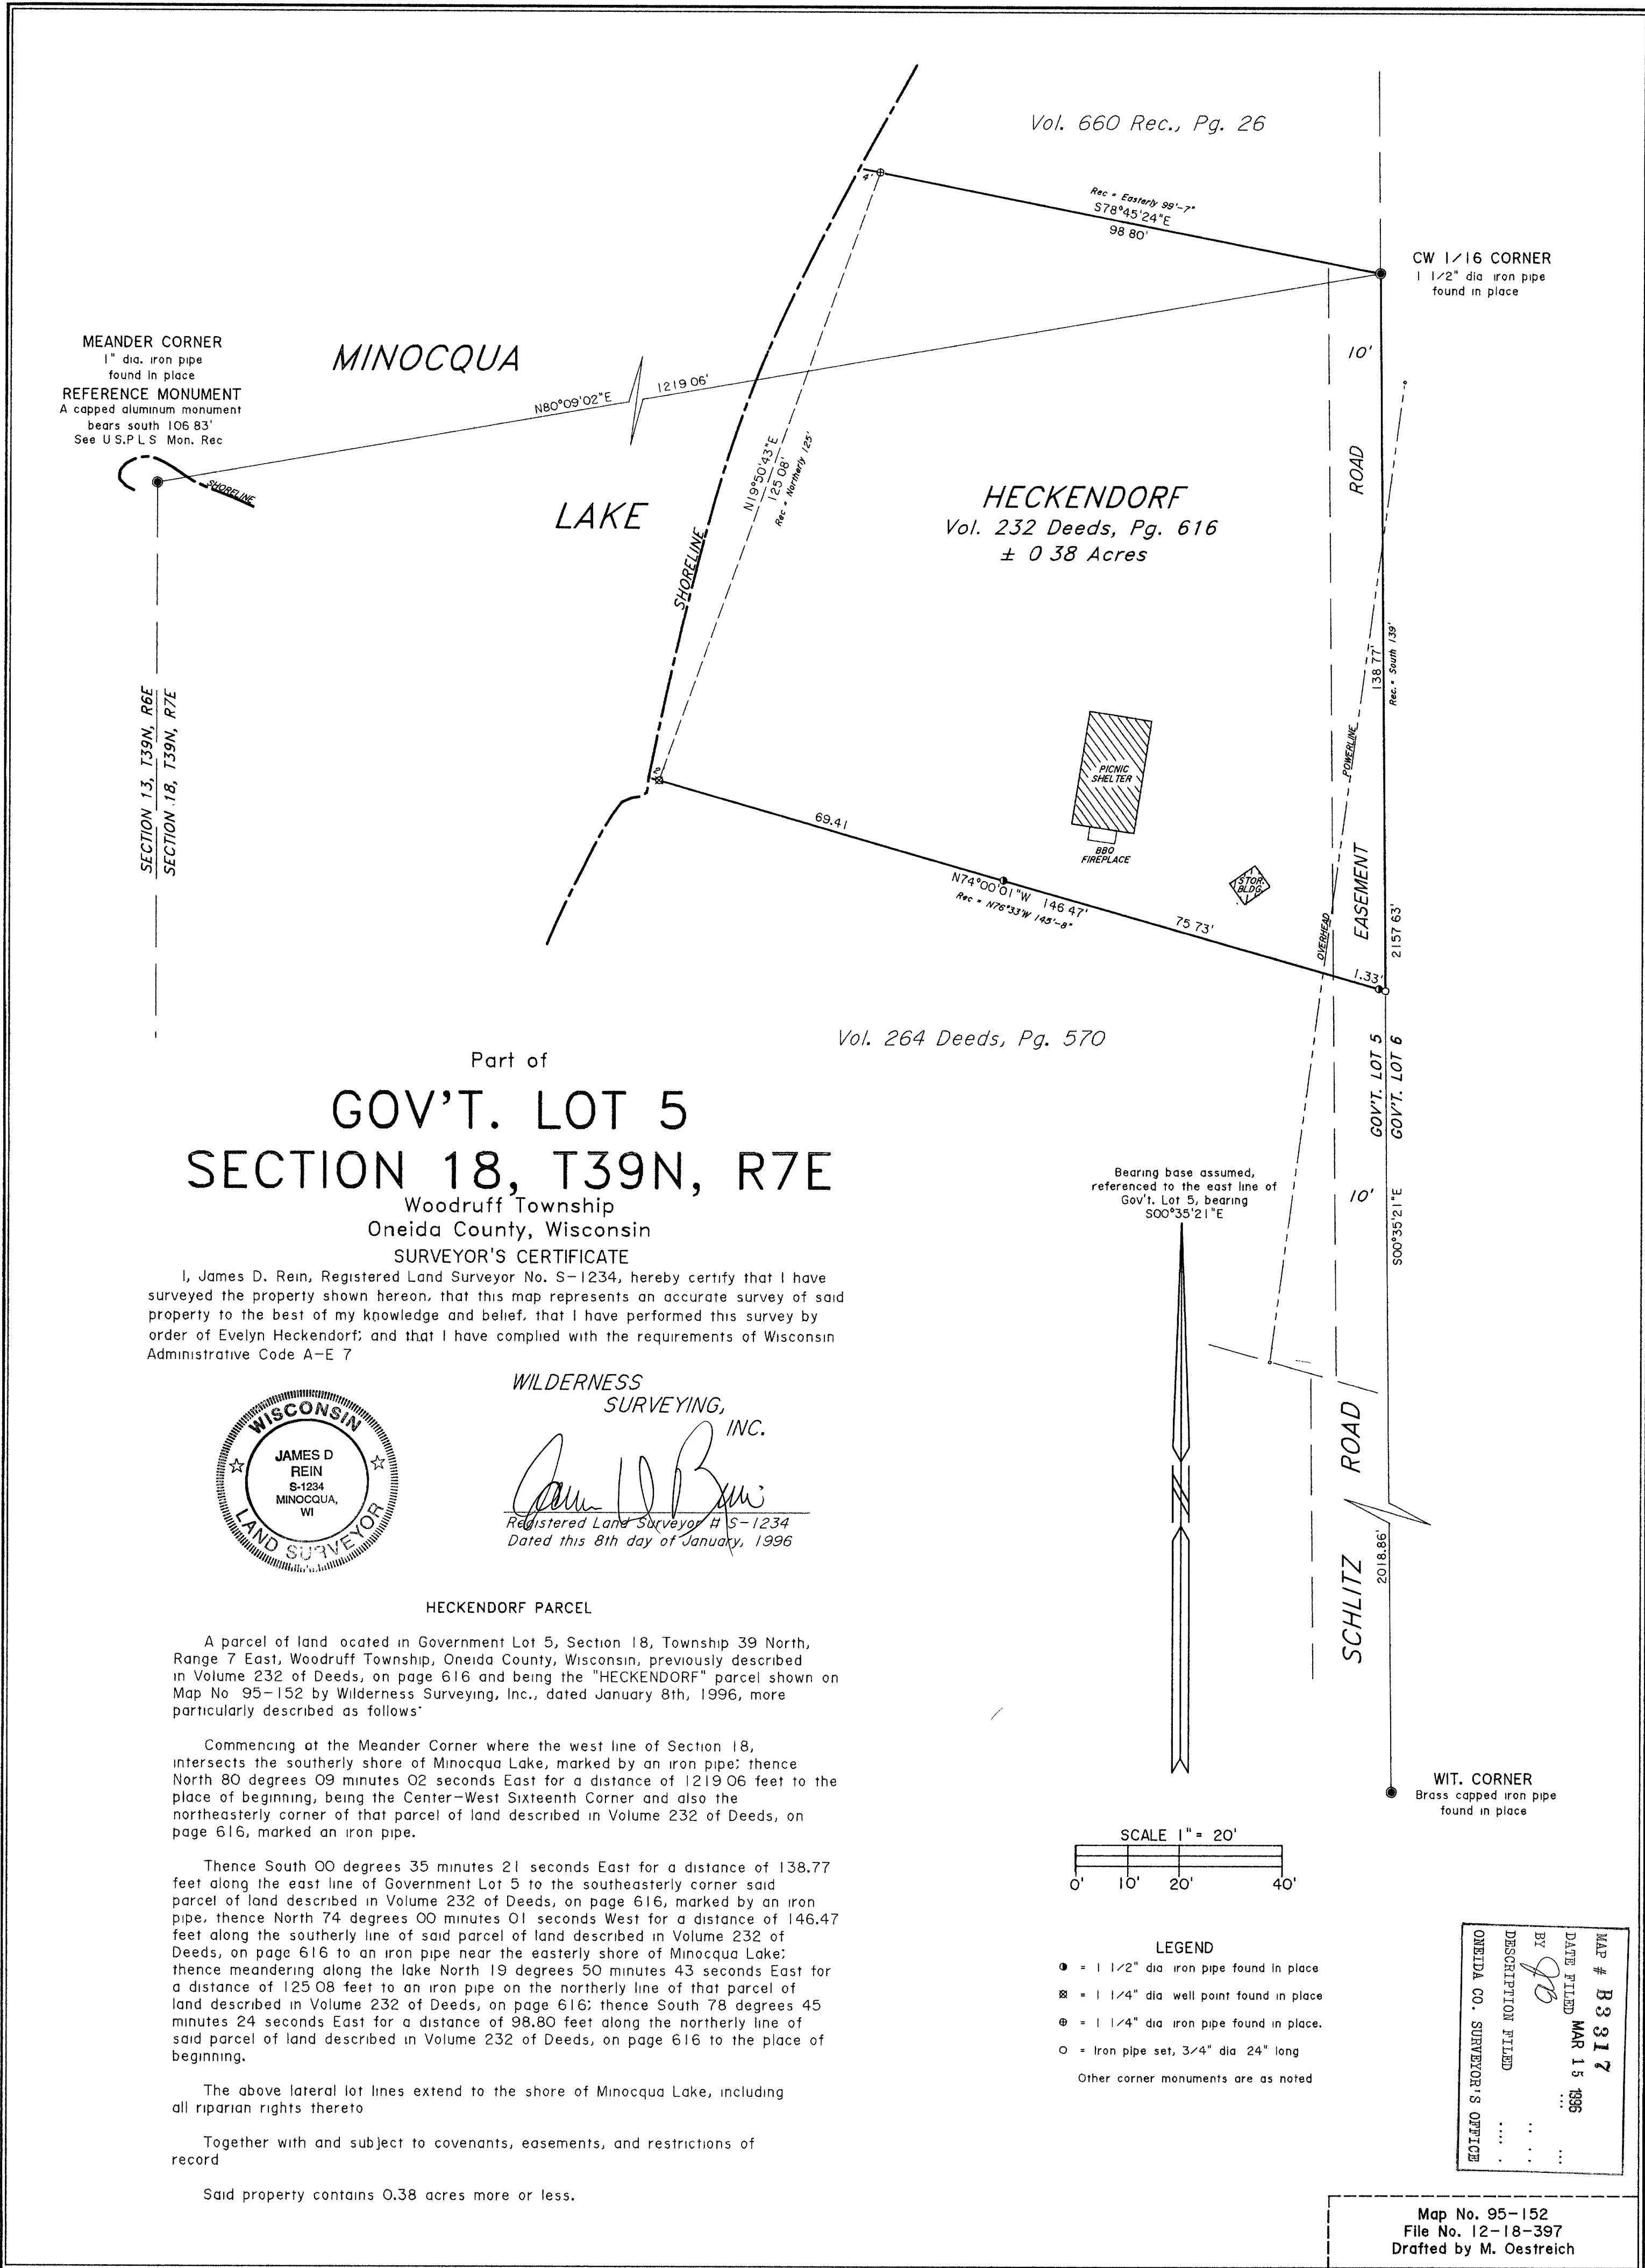 Vol. 660 Rec., Pg. 26
4'
Rec = Easterly 99'-7"
S78°45'24"E
98 80'
CW 1/16 CORNER
1 1/2" dia iron pipe
found in place
MEANDER CORNER
1" dia. iron pipe
found in place
REFERENCE MONUMENT
A capped aluminum monument
bears south 106 83'
See U.S.P L S Mon. Rec
SHORELINE
MINOCQUA
LAKE
N80°09'02"E
1219 06'
N19°50'43"E
125 08'
Rec = Northerly 125'
SHORELINE
HECKENDORF
Vol. 232 Deeds, Pg. 616
± 0 38 Acres
10'
ROAD
EASEMENT
138 77'
Rec.= South 139'
OVERHEAD
POWERLINE
2157 63'
SECTION 13, T39N, R6E
SECTION 18, T39N, R7E
PICNIC
SHELTER
BBQ
FIREPLACE
STOR.
BLDG.
2'
69.41
N74°00'01"W 146 47'
Rec = N76°33'W 145'-8"
75 73'
1.33'
Vol. 264 Deeds, Pg. 570
GOV'T. LOT 5
GOV'T. LOT 6
10'
S00°35'21"E
Part of
GOV'T. LOT 5
SECTION 18, T39N, R7E
Woodruff Township
Oneida County, Wisconsin
SURVEYOR'S CERTIFICATE
I, James D. Rein, Registered Land Surveyor No. S-1234, hereby certify that I have
surveyed the property shown hereon, that this map represents an accurate survey of said
property to the best of my knowledge and belief, that I have performed this survey by
order of Evelyn Heckendorf; and that I have complied with the requirements of Wisconsin
Administrative Code A-E 7
Bearing base assumed,
referenced to the east line of
Gov't. Lot 5, bearing
S00°35'21"E
N
WISCONSIN
JAMES D
REIN
S-1234
MINOCQUA,
WI
LAND SURVEYOR
WILDERNESS
SURVEYING,
INC.
Registered Land Surveyor # S-1234
Dated this 8th day of January, 1996
SCHLITZ ROAD
2018.86'
HECKENDORF PARCEL
A parcel of land ocated in Government Lot 5, Section 18, Township 39 North,
Range 7 East, Woodruff Township, Oneida County, Wisconsin, previously described
in Volume 232 of Deeds, on page 616 and being the "HECKENDORF" parcel shown on
Map No 95-152 by Wilderness Surveying, Inc., dated January 8th, 1996, more
particularly described as follows:
Commencing at the Meander Corner where the west line of Section 18,
intersects the southerly shore of Minocqua Lake, marked by an iron pipe; thence
North 80 degrees 09 minutes 02 seconds East for a distance of 1219 06 feet to the
place of beginning, being the Center-West Sixteenth Corner and also the
northeasterly corner of that parcel of land described in Volume 232 of Deeds, on
page 616, marked an iron pipe.
Thence South 00 degrees 35 minutes 21 seconds East for a distance of 138.77
feet along the east line of Government Lot 5 to the southeasterly corner said
parcel of land described in Volume 232 of Deeds, on page 616, marked by an iron
pipe, thence North 74 degrees 00 minutes 01 seconds West for a distance of 146.47
feet along the southerly line of said parcel of land described in Volume 232 of
Deeds, on page 616 to an iron pipe near the easterly shore of Minocqua Lake;
thence meandering along the lake North 19 degrees 50 minutes 43 seconds East for
a distance of 125 08 feet to an iron pipe on the northerly line of that parcel of
land described in Volume 232 of Deeds, on page 616; thence South 78 degrees 45
minutes 24 seconds East for a distance of 98.80 feet along the northerly line of
said parcel of land described in Volume 232 of Deeds, on page 616 to the place of
beginning.
The above lateral lot lines extend to the shore of Minocqua Lake, including
all riparian rights thereto
Together with and subject to covenants, easements, and restrictions of
record
Said property contains 0.38 acres more or less.
WIT. CORNER
Brass capped iron pipe
found in place
SCALE 1" = 20'
0' 10' 20' 40'
LEGEND
= 1 1/2" dia iron pipe found in place
= 1 1/4" dia well point found in place
= 1 1/4" dia iron pipe found in place.
= Iron pipe set, 3/4" dia 24" long
Other corner monuments are as noted
MAP # B3317
DATE FILED MAR 15 1996
BY
DESCRIPTION FILED
ONEIDA CO. SURVEYOR'S OFFICE
Map No. 95-152
File No. 12-18-397
Drafted by M. Oestreich